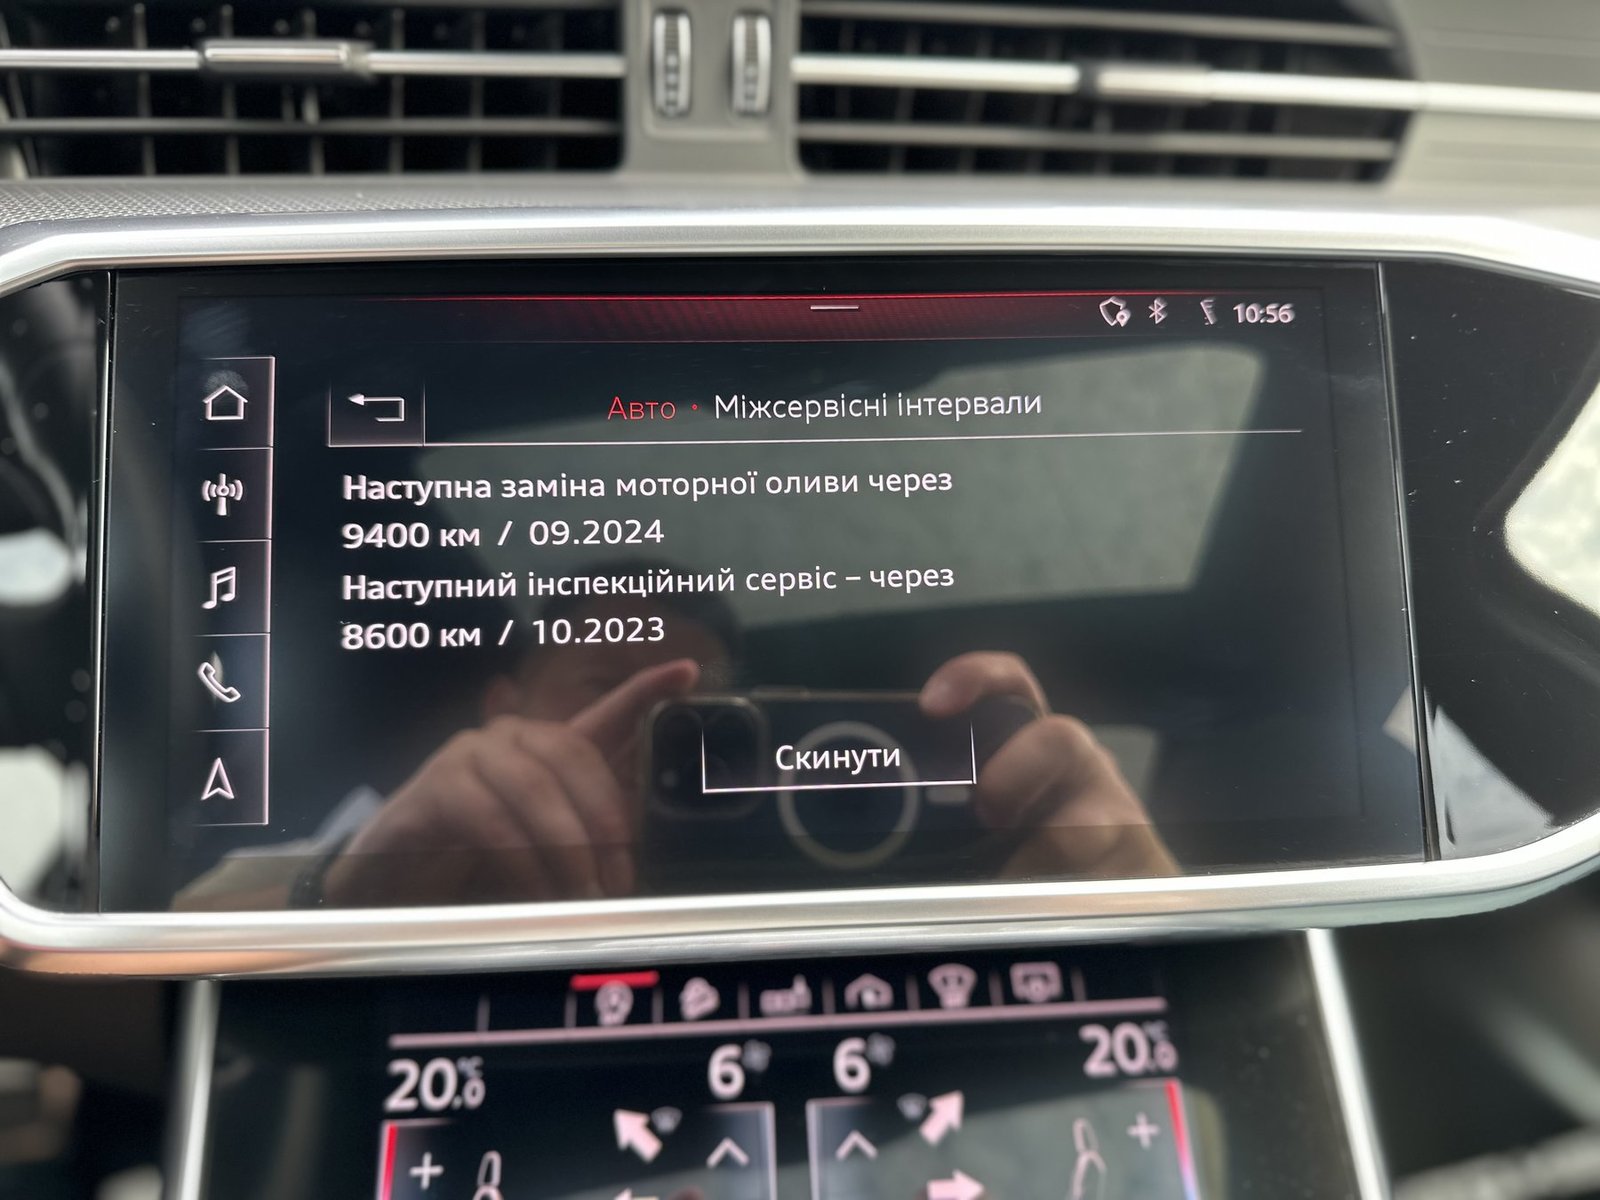 10:56
Авто • Міжсервісні інтервали
Наступна заміна моторної оливи через
9400 км / 09.2024
Наступний інспекційний сервіс – через
8600 км / 10.2023
Скинути
20.0°C 6 6 20.0°C